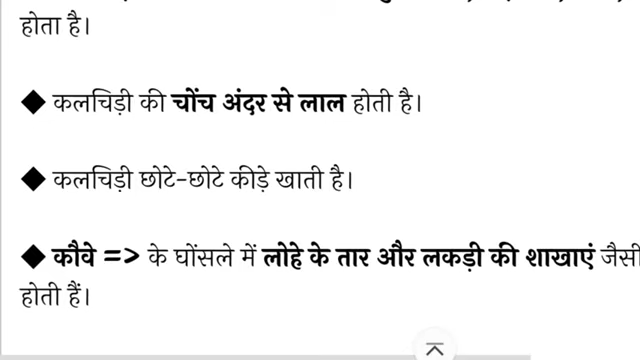 होता है।
◆ कलचिड़ी की चोंच अंदर से लाल होती है।
◆ कलचिड़ी छोटे-छोटे कीड़े खाती है।
◆ कौवे => के घोंसले में लोहे के तार और लकड़ी की शाखाएं जैसी
होती हैं।